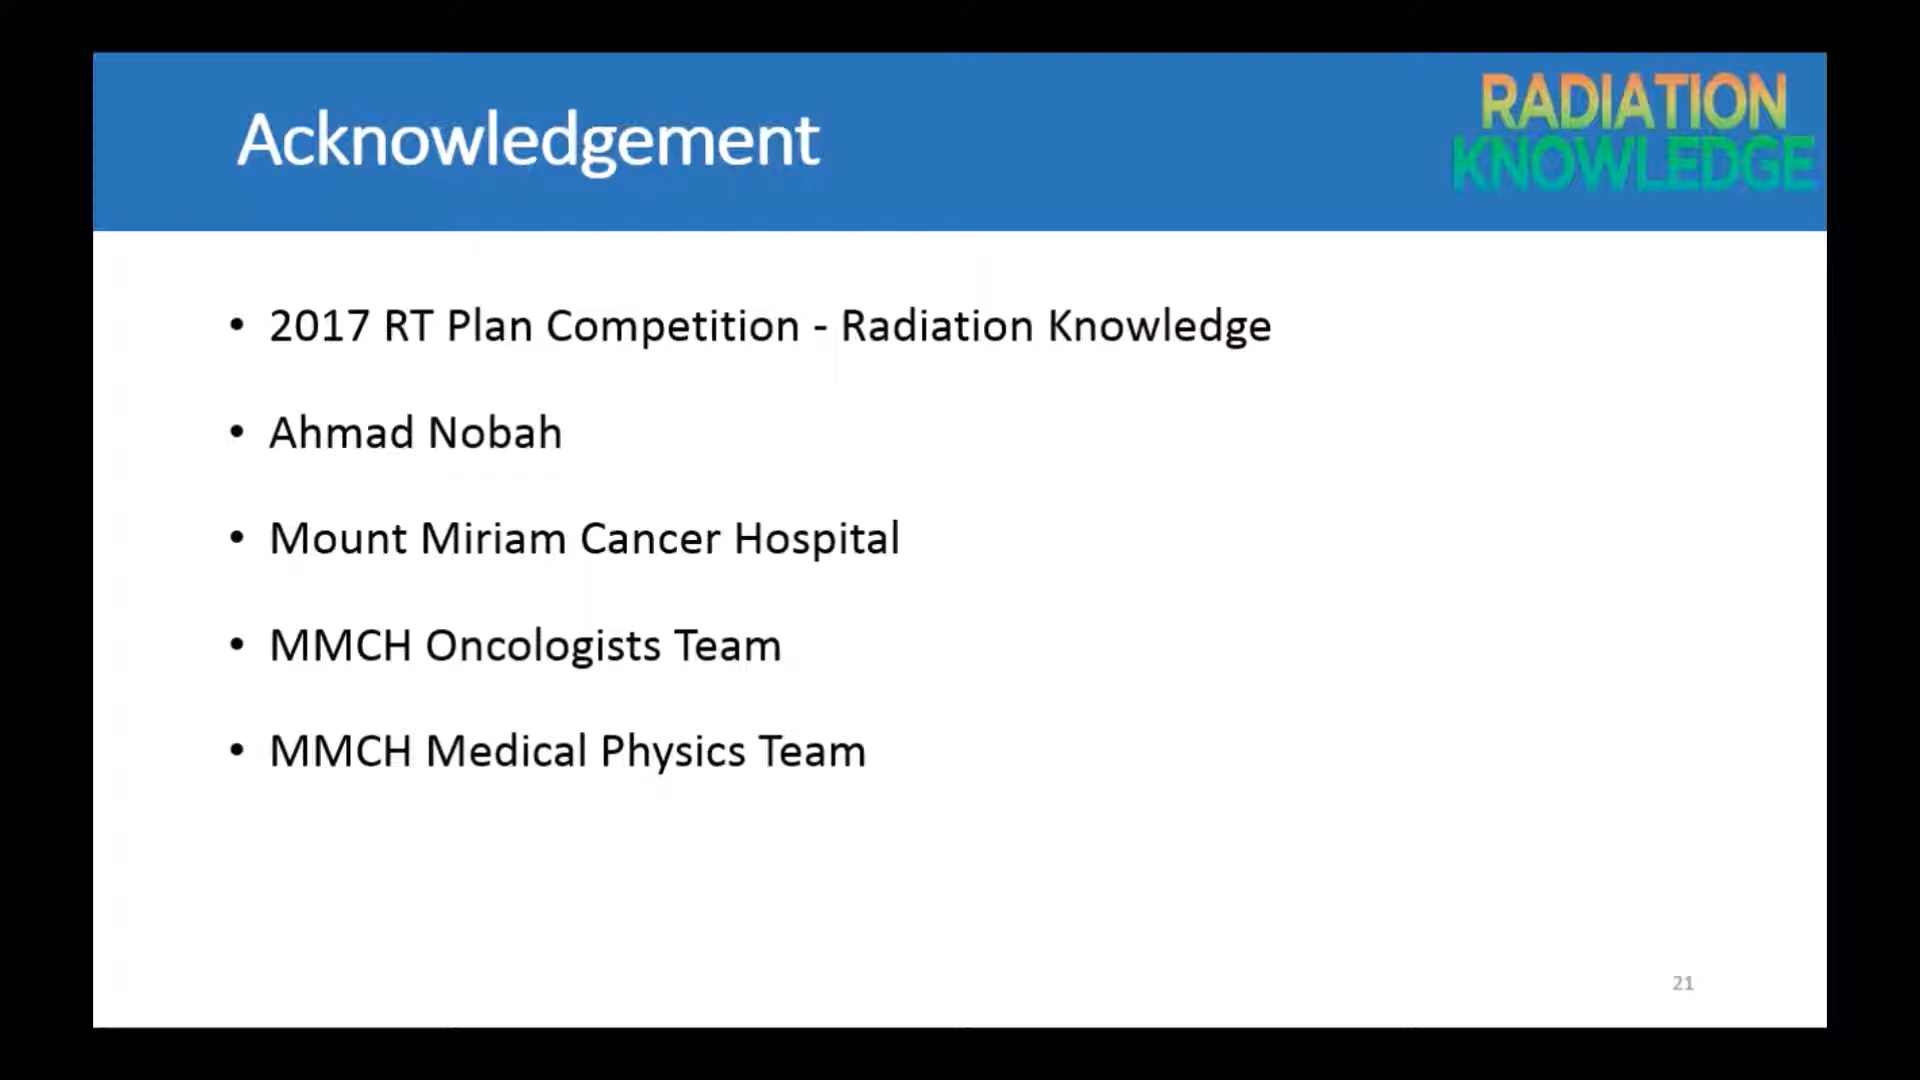 Acknowledgement
RADIATION
KNOWLEDGE
• 2017 RT Plan Competition - Radiation Knowledge
• Ahmad Nobah
• Mount Miriam Cancer Hospital
• MMCH Oncologists Team
• MMCH Medical Physics Team
21